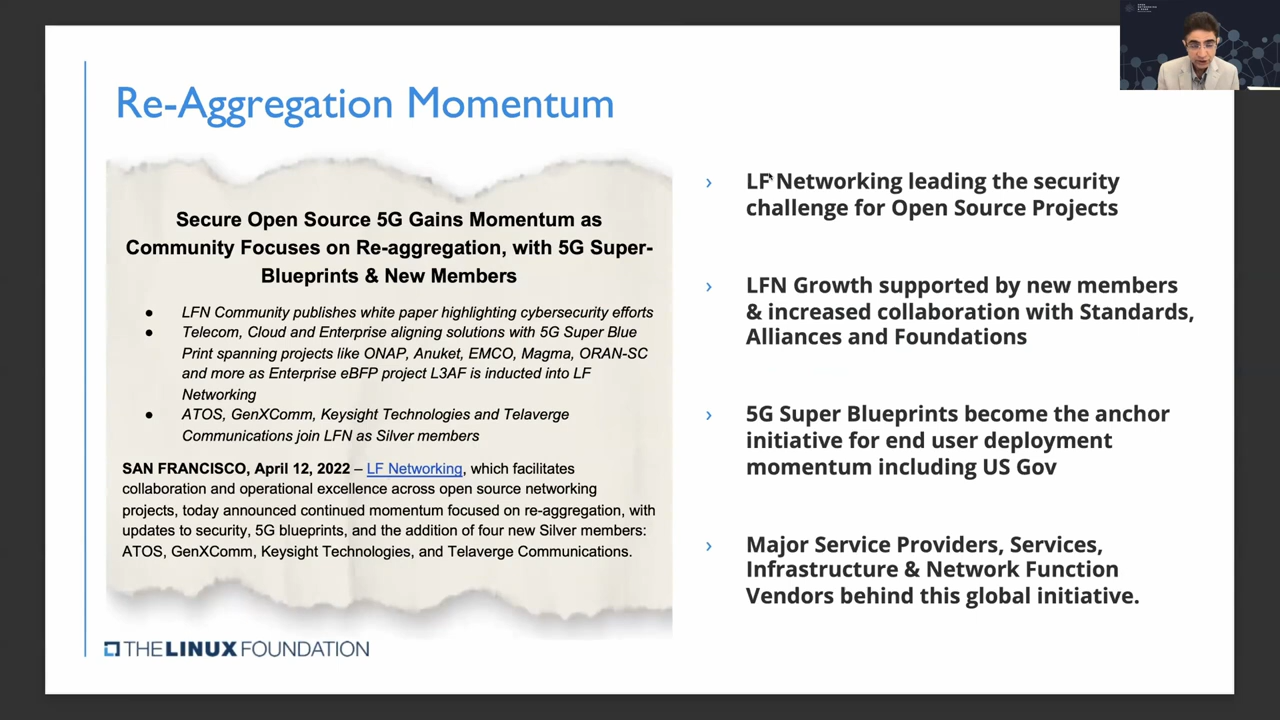 Re-Aggregation Momentum
Secure Open Source 5G Gains Momentum as
Community Focuses on Re-aggregation, with 5G Super-
Blueprints & New Members
● LFN Community publishes white paper highlighting cybersecurity efforts
● Telecom, Cloud and Enterprise aligning solutions with 5G Super Blue
Print spanning projects like ONAP, Anuket, EMCO, Magma, ORAN-SC
and more as Enterprise eBFP project L3AF is inducted into LF
Networking
● ATOS, GenXComm, Keysight Technologies and Telaverge
Communications join LFN as Silver members
SAN FRANCISCO, April 12, 2022 – LF Networking, which facilitates
collaboration and operational excellence across open source networking
projects, today announced continued momentum focused on re-aggregation, with
updates to security, 5G blueprints, and the addition of four new Silver members:
ATOS, GenXComm, Keysight Technologies, and Telaverge Communications.
THE LINUX FOUNDATION
› LF Networking leading the security
challenge for Open Source Projects
› LFN Growth supported by new members
& increased collaboration with Standards,
Alliances and Foundations
› 5G Super Blueprints become the anchor
initiative for end user deployment
momentum including US Gov
› Major Service Providers, Services,
Infrastructure & Network Function
Vendors behind this global initiative.